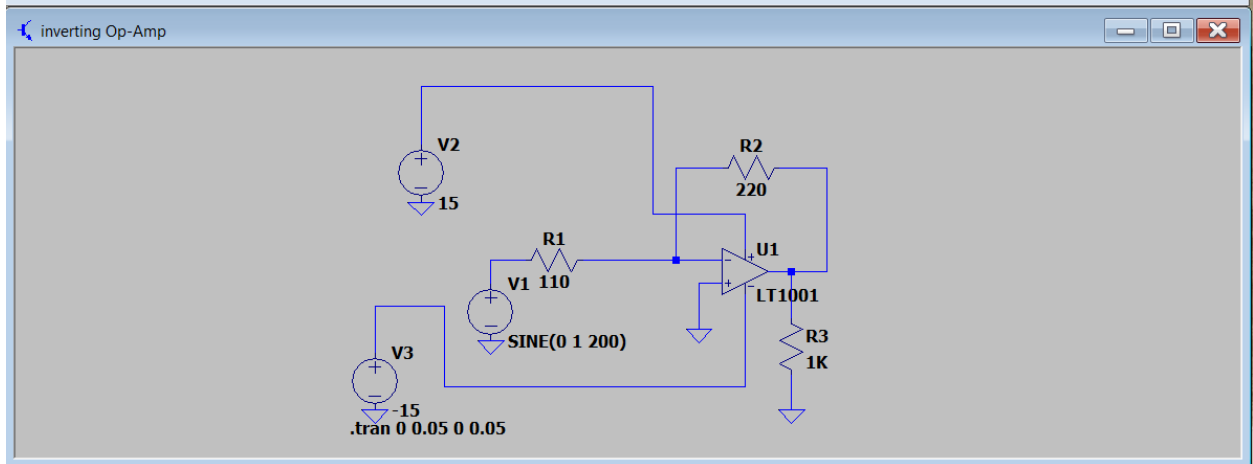 inverting Op-Amp
V2
15
R2
220
R1
110
V1
SINE(0 1 200)
U1
LT1001
V3
-15
R3
1K
.tran 0 0.05 0 0.05